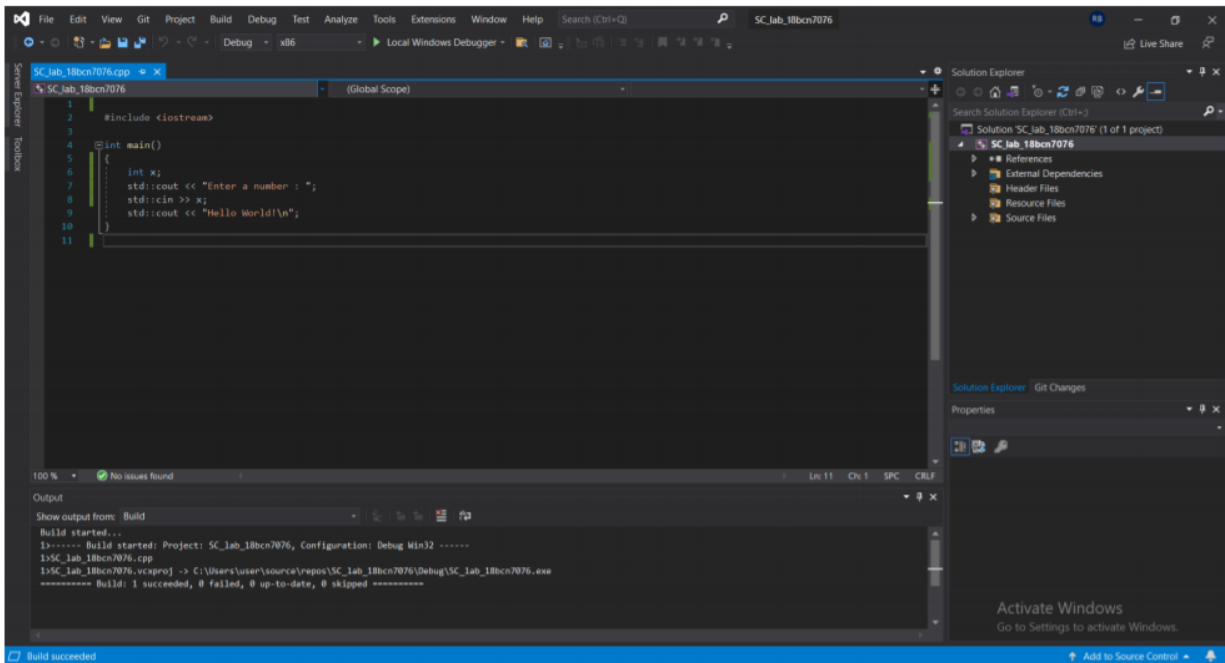 File Edit View Git Project Build Debug Test Analyze Tools Extensions Window Help Search (Ctrl+Q) SC_lab_18bcn7076 RB
Debug x86 Local Windows Debugger Live Share
Server Explorer
Toolbox
SC_lab_18bcn7076.cpp
SC_lab_18bcn7076 (Global Scope)
1
2 #include <iostream>
3
4 int main()
5 {
6 int x;
7 std::cout << "Enter a number : ";
8 std::cin >> x;
9 std::cout << "Hello World!\n";
10 }
11
100 % No issues found Ln: 11 Ch: 1 SPC CRLF
Output
Show output from: Build
Build started...
1>------ Build started: Project: SC_lab_18bcn7076, Configuration: Debug Win32 ------
1>SC_lab_18bcn7076.cpp
1>SC_lab_18bcn7076.vcxproj -> C:\Users\user\source\repos\SC_lab_18bcn7076\Debug\SC_lab_18bcn7076.exe
========== Build: 1 succeeded, 0 failed, 0 up-to-date, 0 skipped ==========
Solution Explorer
Search Solution Explorer (Ctrl+;)
Solution 'SC_lab_18bcn7076' (1 of 1 project)
SC_lab_18bcn7076
References
External Dependencies
Header Files
Resource Files
Source Files
Solution Explorer Git Changes
Properties
Activate Windows
Go to Settings to activate Windows.
Build succeeded Add to Source Control